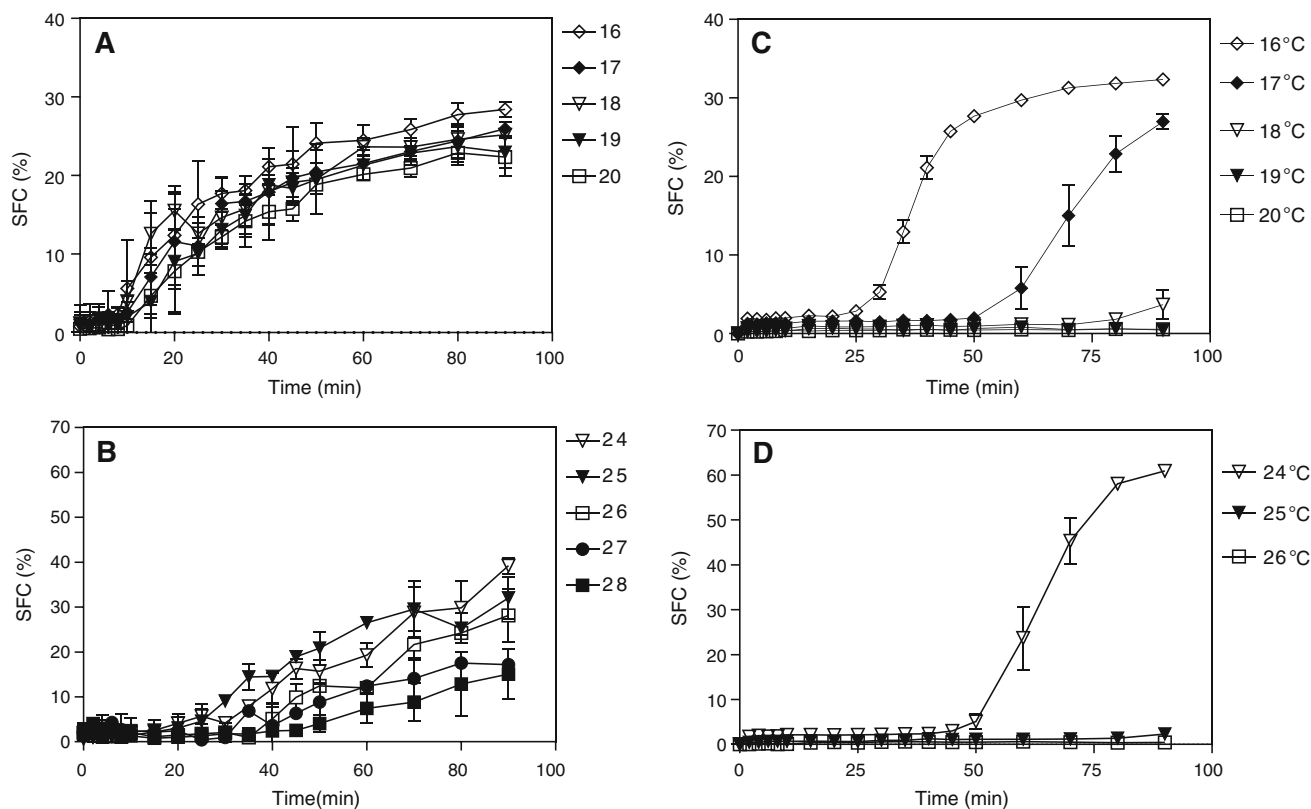 A
SFC (%)
40
30
20
10
0
0 20 40 60 80 100
Time (min)
16
17
18
19
20
C
SFC (%)
40
30
20
10
0
0 25 50 75 100
Time (min)
16°C
17°C
18°C
19°C
20°C
B
SFC (%)
70
60
50
40
30
20
10
0
0 20 40 60 80 100
Time(min)
24
25
26
27
28
D
SFC (%)
70
60
50
40
30
20
10
0
0 25 50 75 100
Time (min)
24°C
25°C
26°C